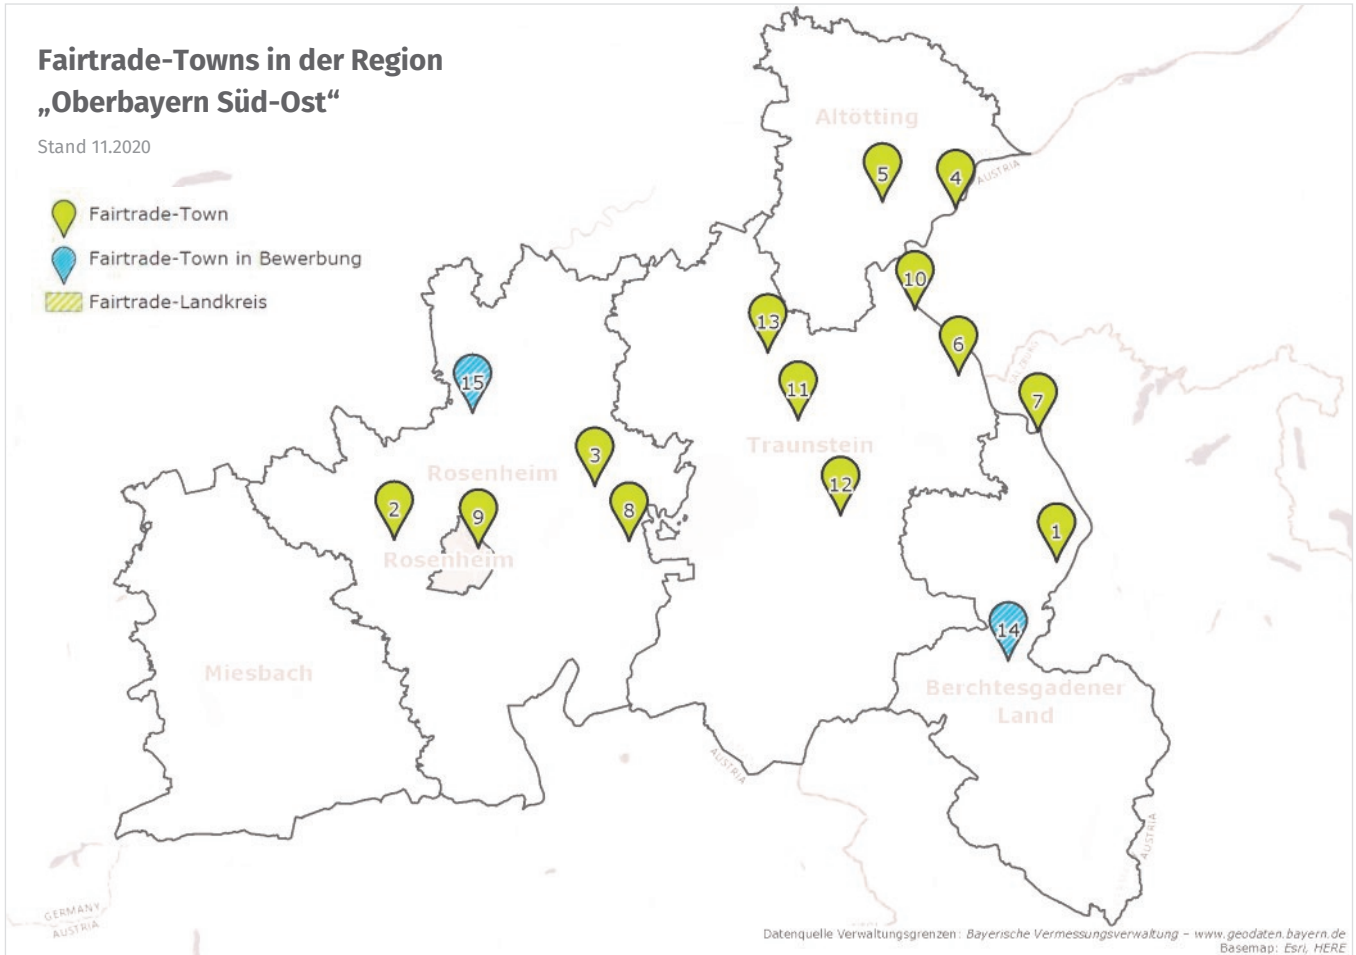 Fairtrade-Towns in der Region
„Oberbayern Süd-Ost“
Stand 11.2020
Fairtrade-Town
Fairtrade-Town in Bewerbung
Fairtrade-Landkreis
Altötting
5
4
AUSTRIA
10
13
6
SALZBURG
15
11
7
Traunstein
3
Rosenheim
12
2
8
9
1
Rosenheim
14
Miesbach
Berchtesgadener
Land
AUSTRIA
AUSTRIA
GERMANY
AUSTRIA
Datenquelle Verwaltungsgrenzen: Bayerische Vermessungsverwaltung – www.geodaten.bayern.de
Basemap: Esri, HERE